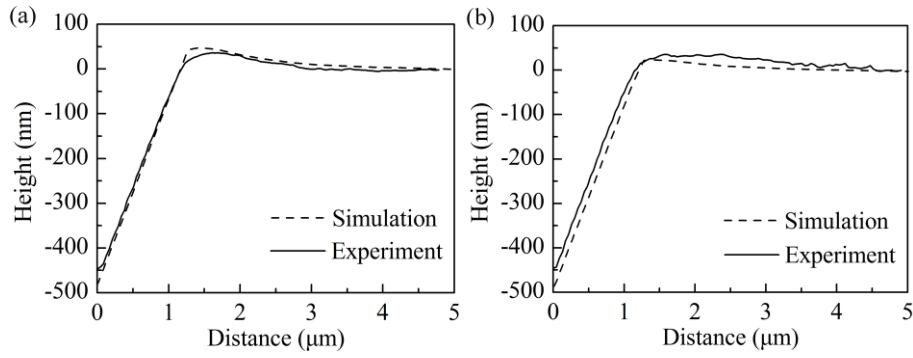 (a)
100
0
-100
-200
-300
-400
-500
Height (nm)
Simulation
Experiment
0 1 2 3 4 5
Distance (μm)
(b)
100
0
-100
-200
-300
-400
-500
Height (nm)
Simulation
Experiment
0 1 2 3 4 5
Distance (μm)